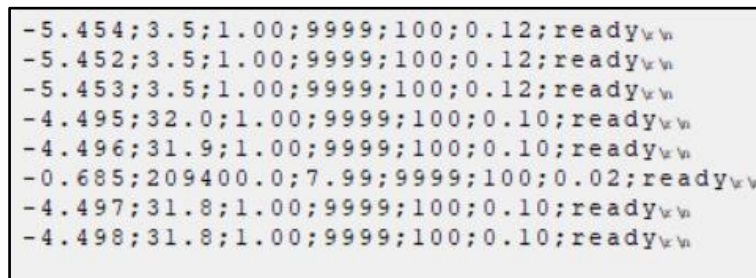 -5.454;3.5;1.00;9999;100;0.12;ready\r\n
-5.452;3.5;1.00;9999;100;0.12;ready\r\n
-5.453;3.5;1.00;9999;100;0.12;ready\r\n
-4.495;32.0;1.00;9999;100;0.10;ready\r\n
-4.496;31.9;1.00;9999;100;0.10;ready\r\n
-0.685;209400.0;7.99;9999;100;0.02;ready\r\
-4.497;31.8;1.00;9999;100;0.10;ready\r\n
-4.498;31.8;1.00;9999;100;0.10;ready\r\n